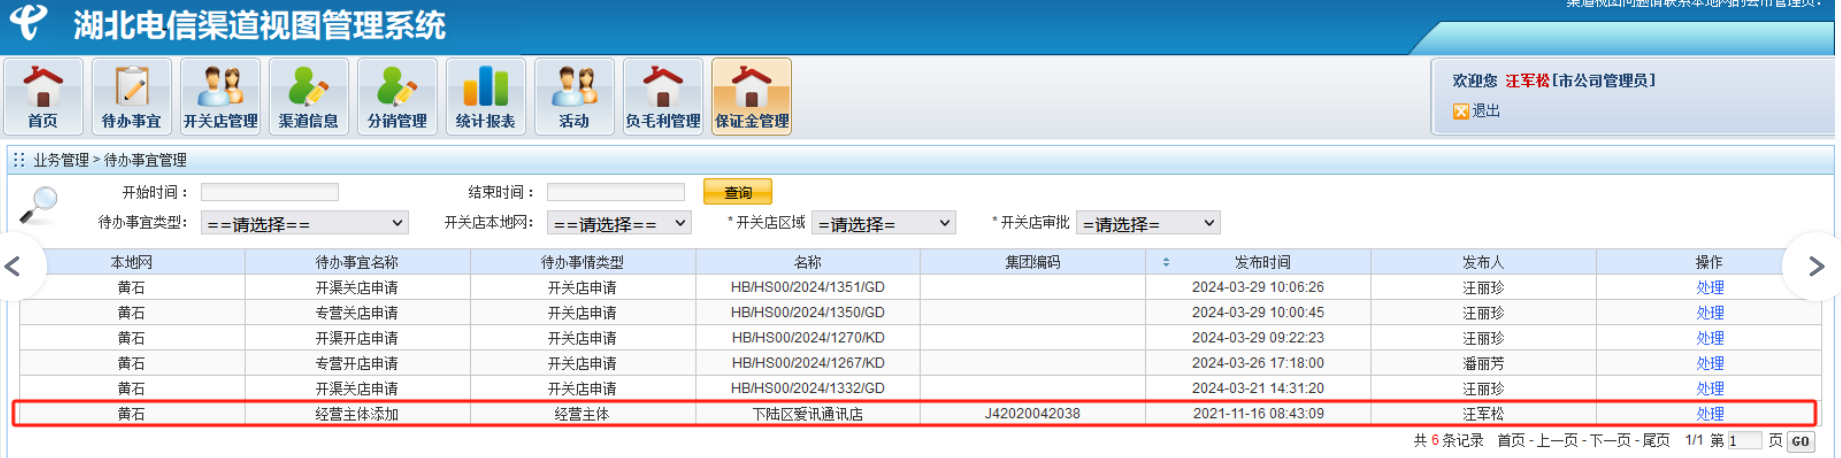 渠道视图问题请联系本地网的云市管理员:
湖北电信渠道视图管理系统
首页 待办事宜 开关店管理 渠道信息 分销管理 统计报表 活动 负毛利管理 保证金管理
欢迎您 汪军松[市公司管理员]
退出
业务管理 > 待办事宜管理
开始时间: 结束时间: 查询
待办事宜类型: ==请选择== 开关店本地网: ==请选择== *开关店区域 =请选择= *开关店审批 =请选择=
本地网 待办事宜名称 待办事情类型 名称 集团编码 发布时间 发布人 操作
黄石 开渠关店申请 开关店申请 HB/HS00/2024/1351/GD 2024-03-29 10:06:26 汪丽珍 处理
黄石 专营关店申请 开关店申请 HB/HS00/2024/1350/GD 2024-03-29 10:00:45 汪丽珍 处理
黄石 开渠开店申请 开关店申请 HB/HS00/2024/1270/KD 2024-03-29 09:22:23 汪丽珍 处理
黄石 专营开店申请 开关店申请 HB/HS00/2024/1267/KD 2024-03-26 17:18:00 潘丽芳 处理
黄石 开渠关店申请 开关店申请 HB/HS00/2024/1332/GD 2024-03-21 14:31:20 汪丽珍 处理
黄石 经营主体添加 经营主体 下陆区爱讯通讯店 J42020042038 2021-11-16 08:43:09 汪军松 处理
共 6 条记录 首页 - 上一页 - 下一页 - 尾页 1/1 第 1 页 GO